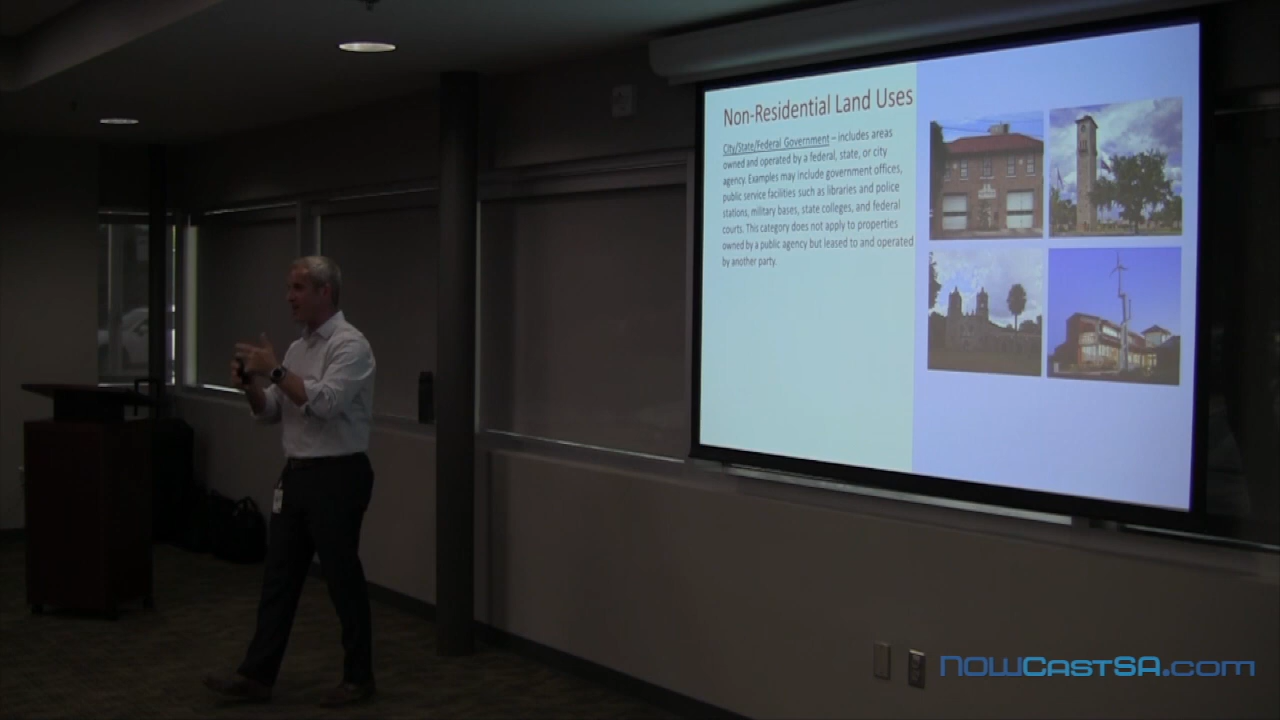 Non-Residential Land Uses
City/State/Federal Government – includes areas
owned and operated by a federal, state, or city
agency. Examples may include government offices,
public service facilities such as libraries and police
stations, military bases, state colleges, and federal
courts. This category does not apply to properties
owned by a public agency but leased to and operated
by another party.
NOWCastSA.com